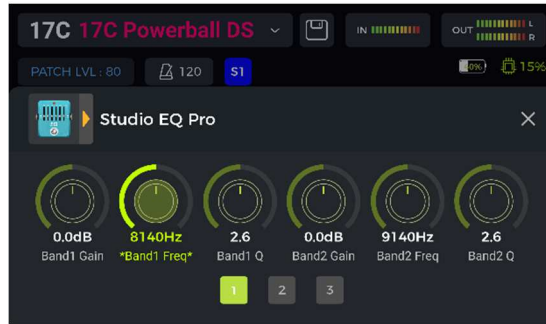 17C 17C Powerball DS
IN
OUT
L
R
PATCH LVL : 80
120
S1
0%
15%
Studio EQ Pro
0.0dB
8140Hz
2.6
0.0dB
9140Hz
2.6
Band1 Gain
*Band1 Freq*
Band1 Q
Band2 Gain
Band2 Freq
Band2 Q
1
2
3